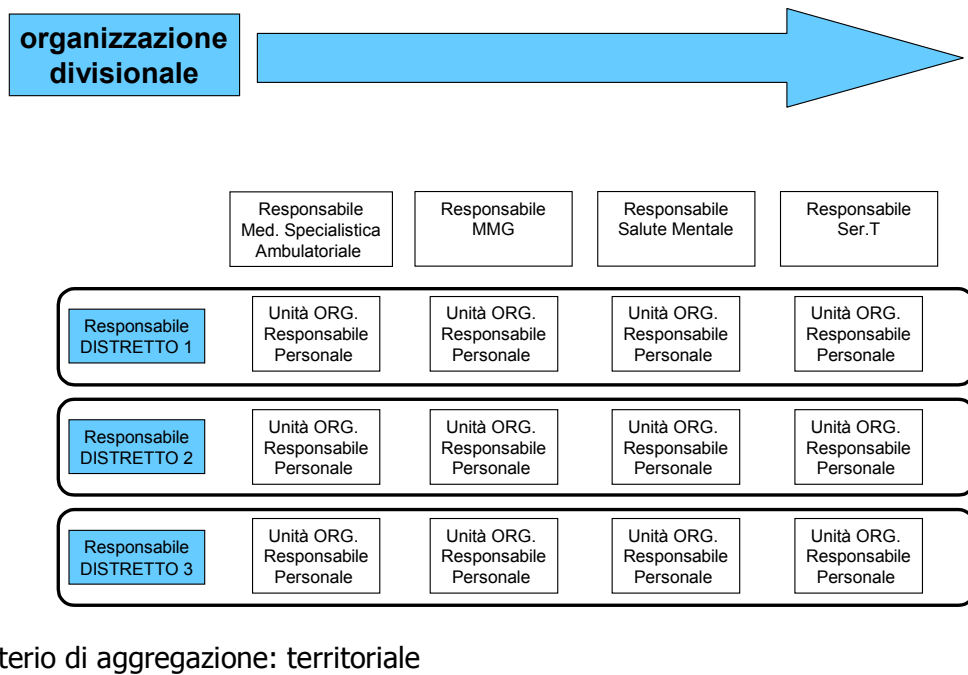 organizzazione
divisionale
Responsabile
Med. Specialistica
Ambulatoriale
Responsabile
MMG
Responsabile
Salute Mentale
Responsabile
Ser.T
Responsabile
DISTRETTO 1
Unità ORG.
Responsabile
Personale
Unità ORG.
Responsabile
Personale
Unità ORG.
Responsabile
Personale
Unità ORG.
Responsabile
Personale
Responsabile
DISTRETTO 2
Unità ORG.
Responsabile
Personale
Unità ORG.
Responsabile
Personale
Unità ORG.
Responsabile
Personale
Unità ORG.
Responsabile
Personale
Responsabile
DISTRETTO 3
Unità ORG.
Responsabile
Personale
Unità ORG.
Responsabile
Personale
Unità ORG.
Responsabile
Personale
Unità ORG.
Responsabile
Personale
terio di aggregazione: territoriale